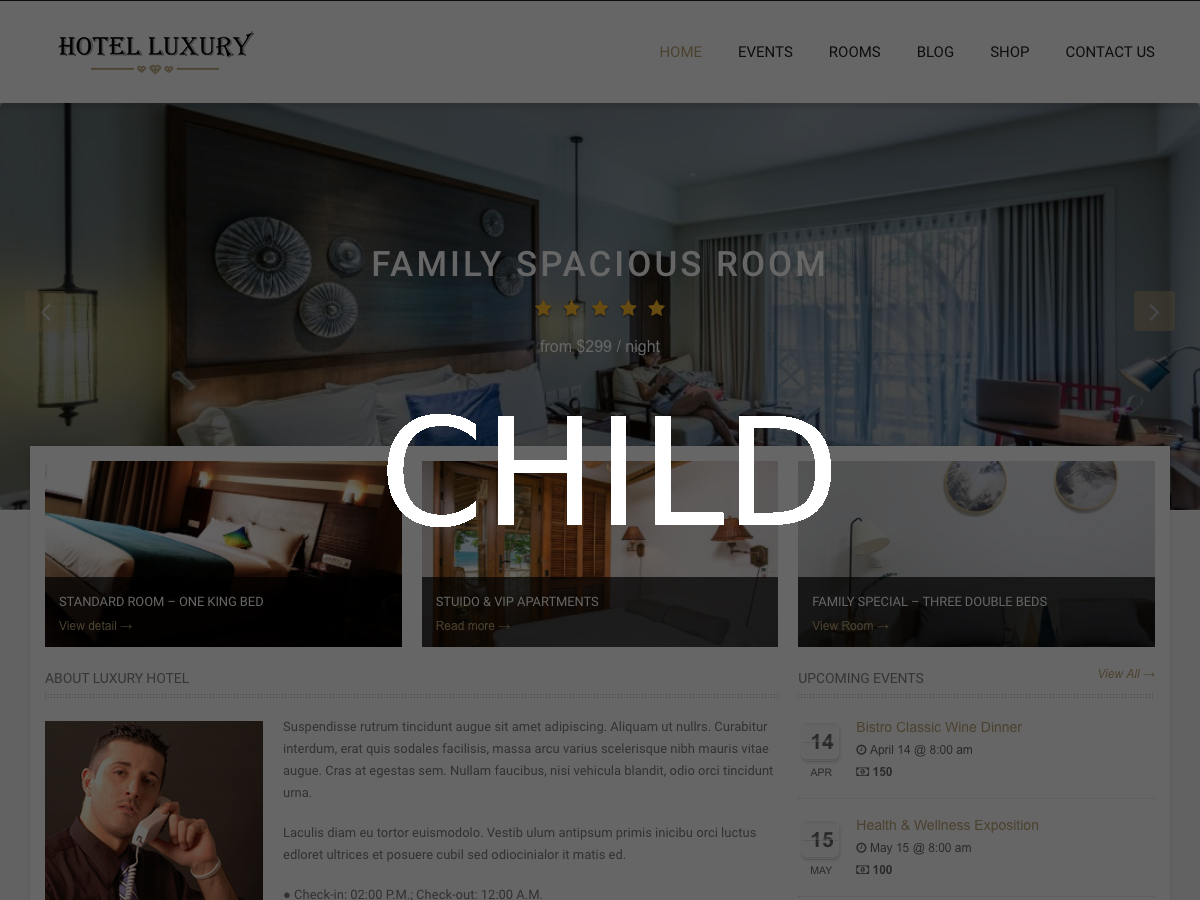 HOTEL LUXURY
HOME EVENTS ROOMS BLOG SHOP CONTACT US
FAMILY SPACIOUS ROOM
from $299 / night
CHILD
STANDARD ROOM – ONE KING BED
View detail →
STUIDO & VIP APARTMENTS
Read more →
FAMILY SPECIAL – THREE DOUBLE BEDS
View Room →
ABOUT LUXURY HOTEL
Suspendisse rutrum tincidunt augue sit amet adipiscing. Aliquam ut nullrs. Curabitur
interdum, erat quis sodales facilisis, massa arcu varius scelerisque nibh mauris vitae
augue. Cras at egestas sem. Nullam faucibus, nisi vehicula blandit, odio orci tincidunt
urna.
Laculis diam eu tortor euismodolo. Vestib ulum antipsum primis inicibu orci luctus
edloret ultrices et posuere cubil sed odiocinialor it matis ed.
● Check-in: 02:00 P.M.; Check-out: 12:00 A.M.
UPCOMING EVENTS
View All →
14
APR
Bistro Classic Wine Dinner
April 14 @ 8:00 am
150
15
MAY
Health & Wellness Exposition
May 15 @ 8:00 am
100